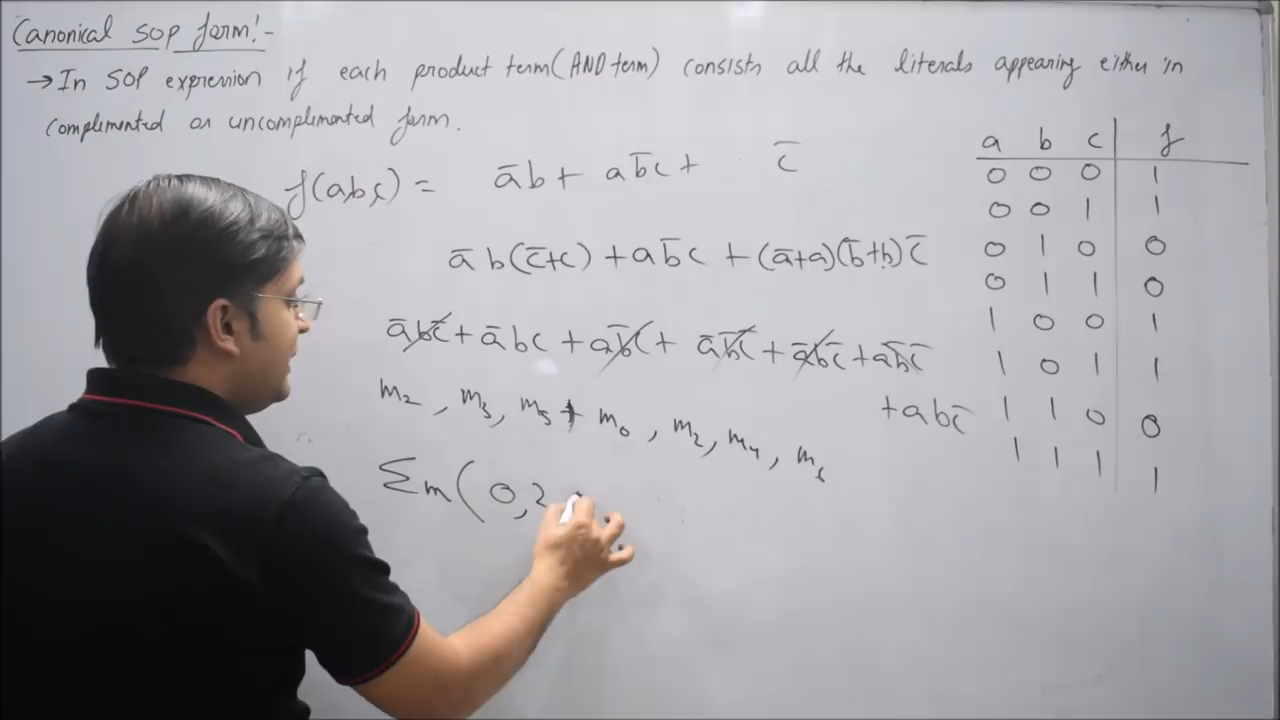 Canonical SOP form:-
→ In SOP expression if each product term (AND term) consists all the literals appearing either in
complemented or uncomplemented form.
f(a,b,c) = a̅b + ab̅c + c̅
a̅b(c̅+c) + ab̅c + (a̅+a)(b̅+b)c̅
a̅bc̅ + a̅bc + ab̅c + a̅b̅c̅ + a̅bc̅ + ab̅c̅
+ abc̅
m2, m3, m5 + m0, m2, m4, m6
Σm(0,2
a b c f
0 0 0 1
0 0 1 1
0 1 0 0
0 1 1 0
1 0 0 1
1 0 1 1
1 1 0 0
1 1 1 1